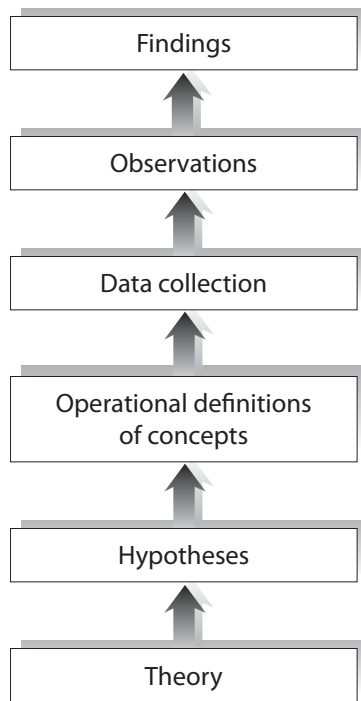 Findings
Observations
Data collection
Operational definitions
of concepts
Hypotheses
Theory